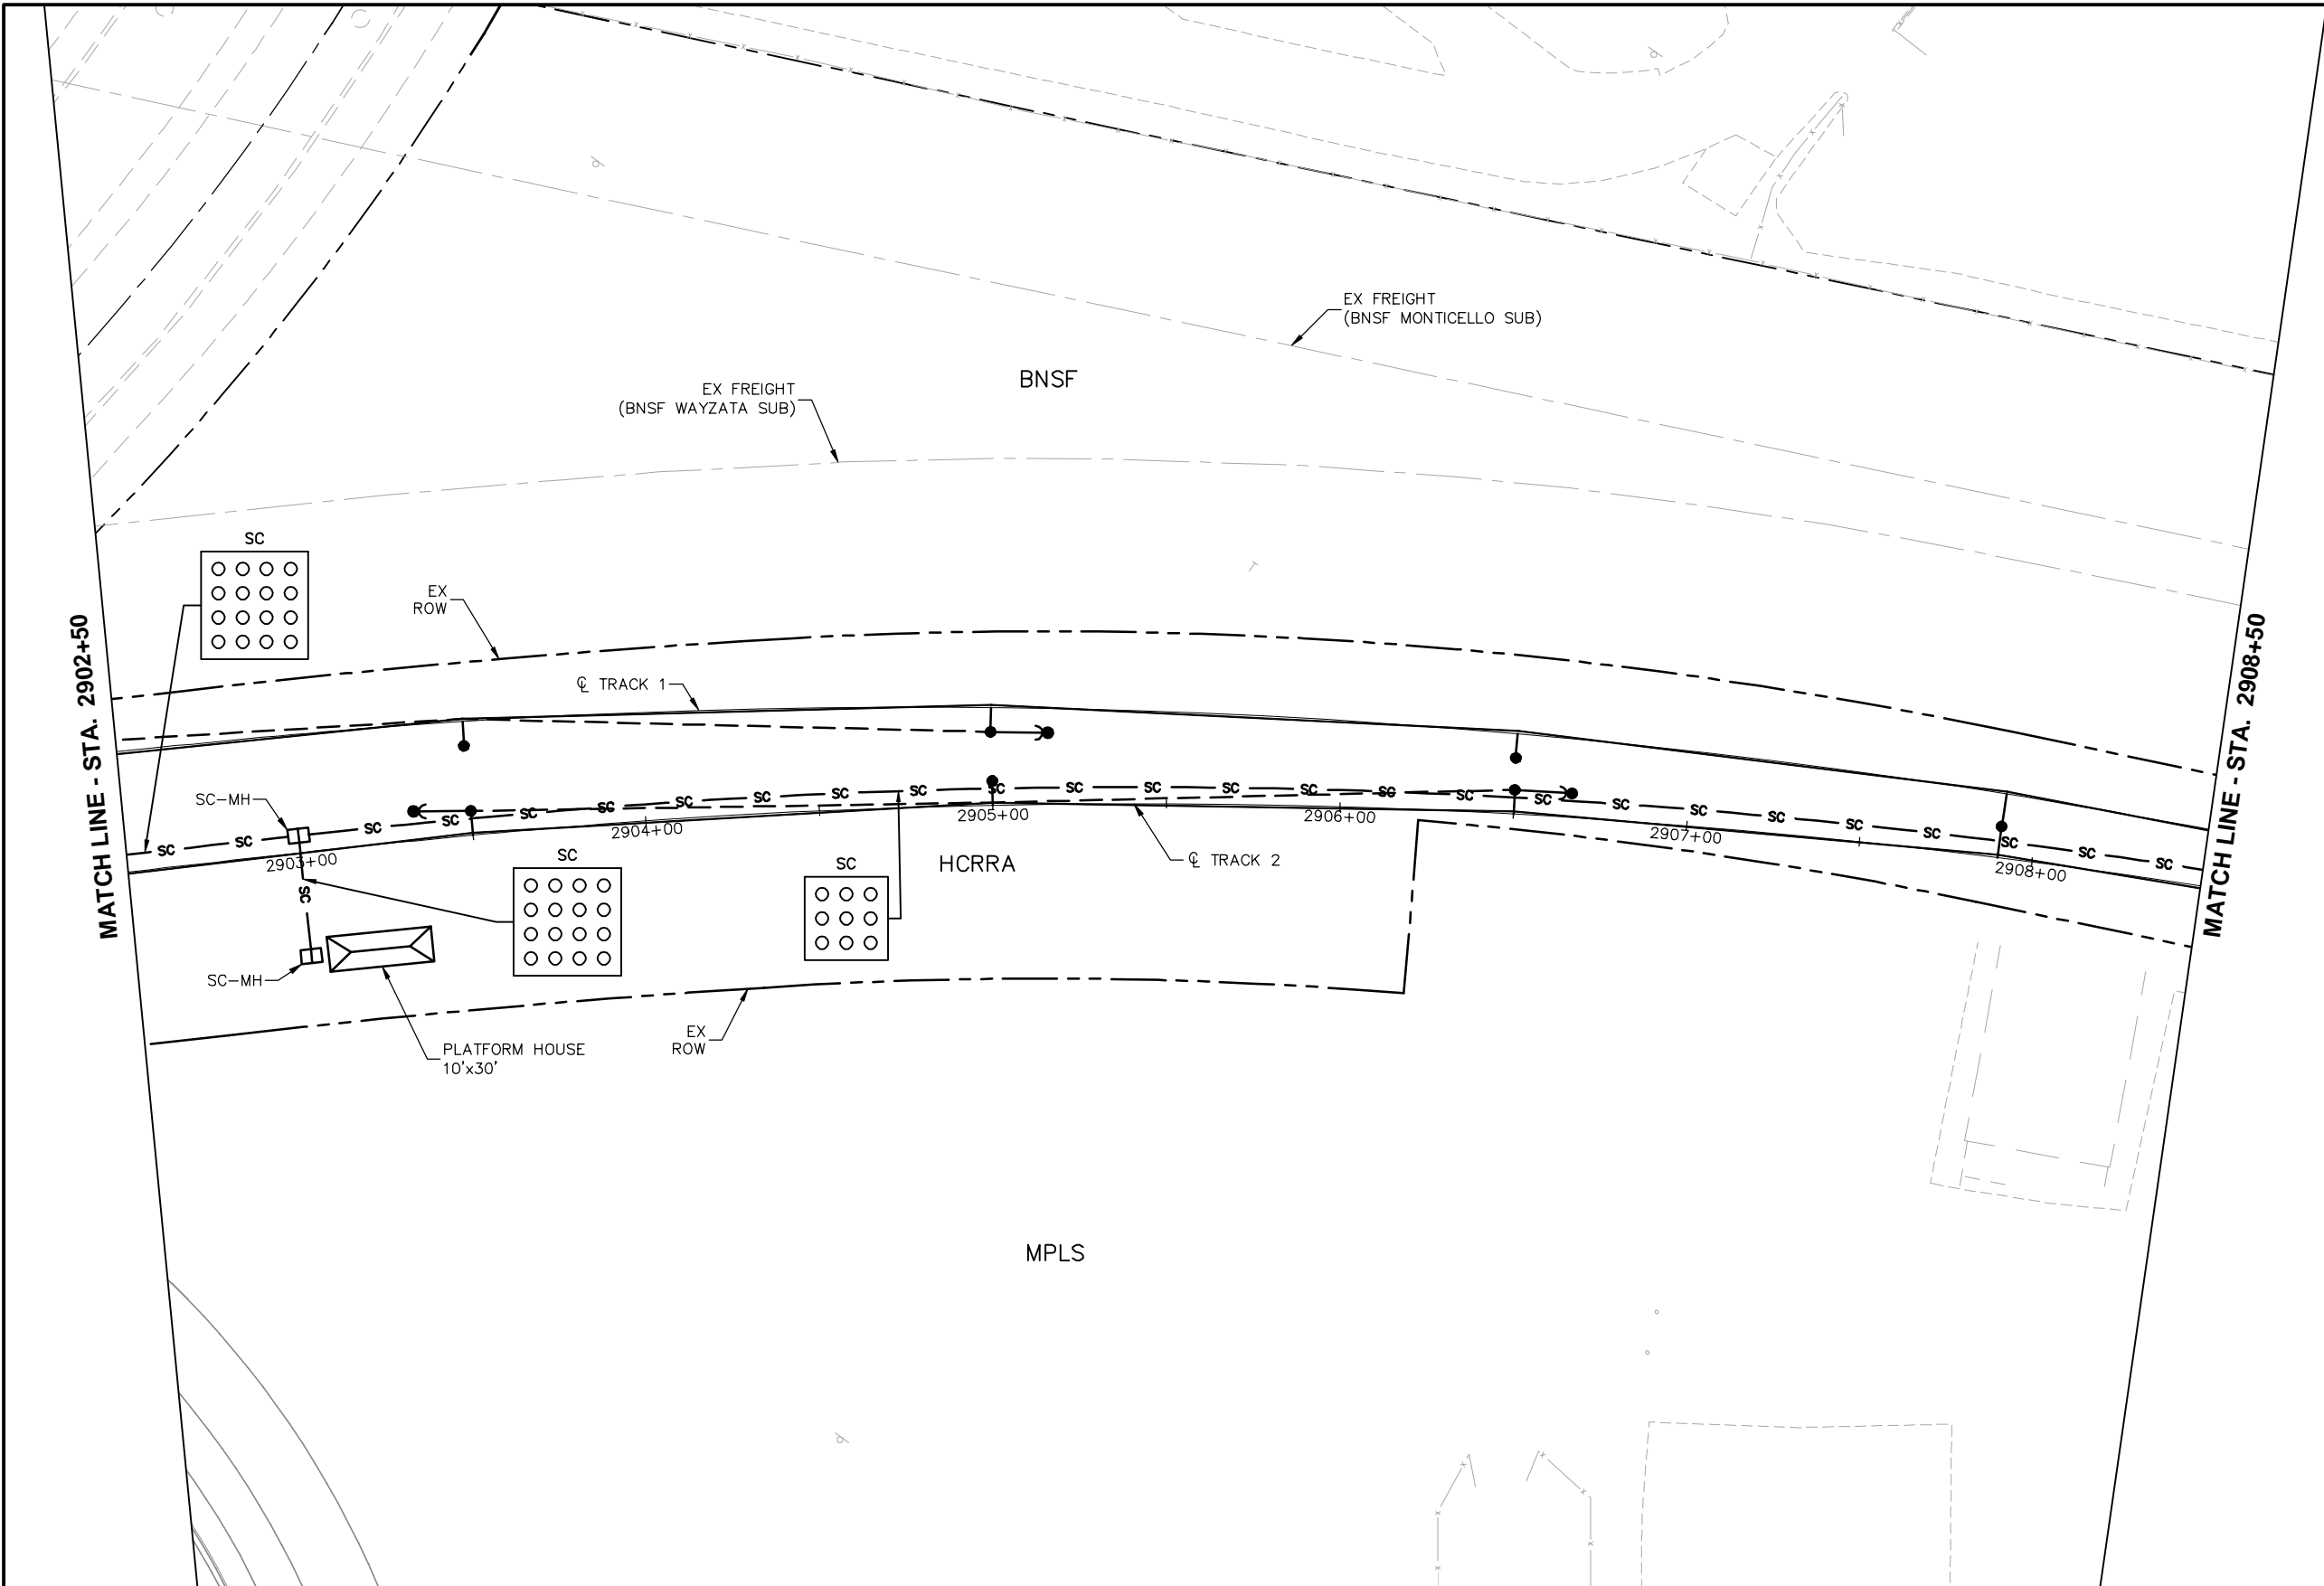 EX FREIGHT
(BNSF MONTICELLO SUB)
BNSF
EX FREIGHT
(BNSF WAYZATA SUB)
SC
EX
ROW
MATCH LINE - STA. 2902+50
MATCH LINE - STA. 2908+50
℄ TRACK 1
SC-MH
SC SC SC SC SC SC SC SC SC SC SC SC SC SC SC SC SC SC SC SC SC SC SC SC SC SC
2903+00
2904+00
2905+00
2906+00
2907+00
2908+00
SC
SC
SC
HCRRA
℄ TRACK 2
SC-MH
PLATFORM HOUSE
10'x30'
EX
ROW
MPLS